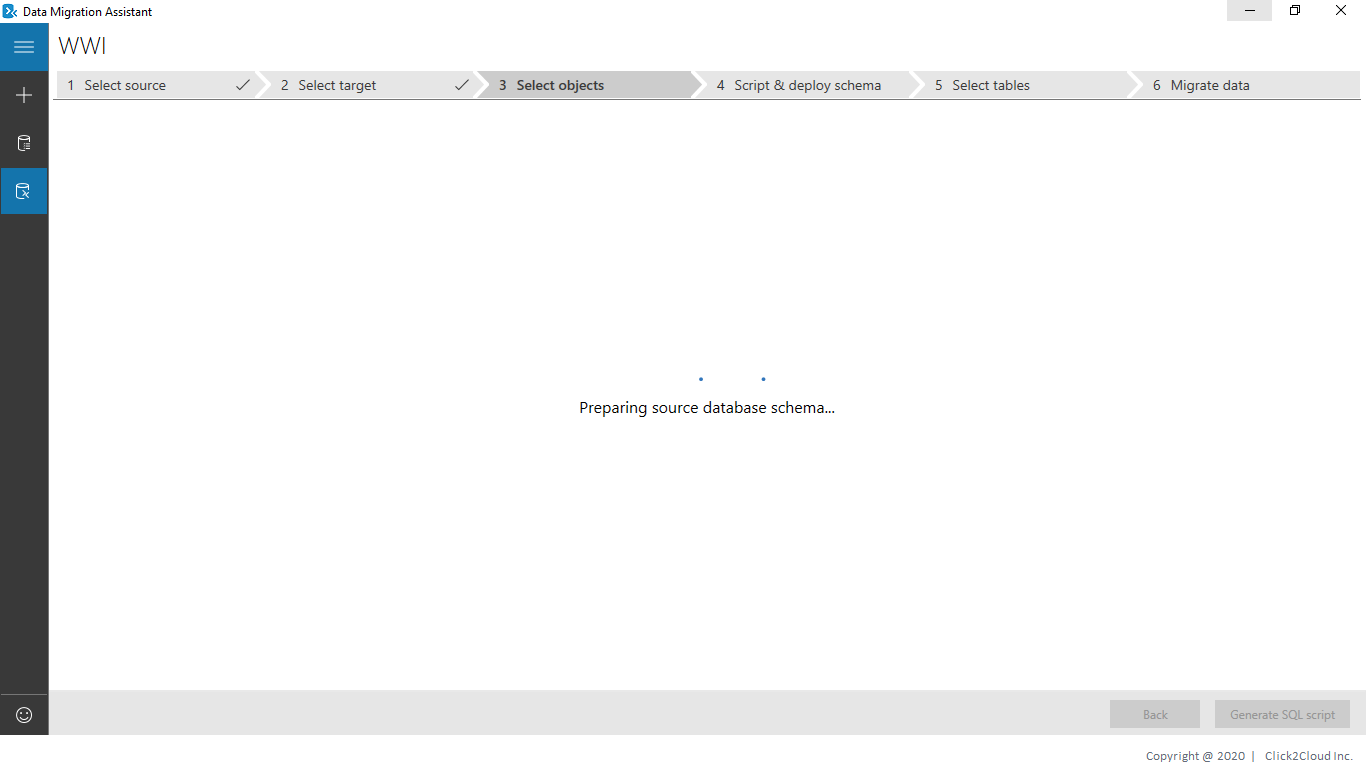 Data Migration Assistant
WWI
1 Select source 2 Select target 3 Select objects 4 Script & deploy schema 5 Select tables 6 Migrate data
Preparing source database schema...
Back Generate SQL script
Copyright @ 2020 | Click2Cloud Inc.